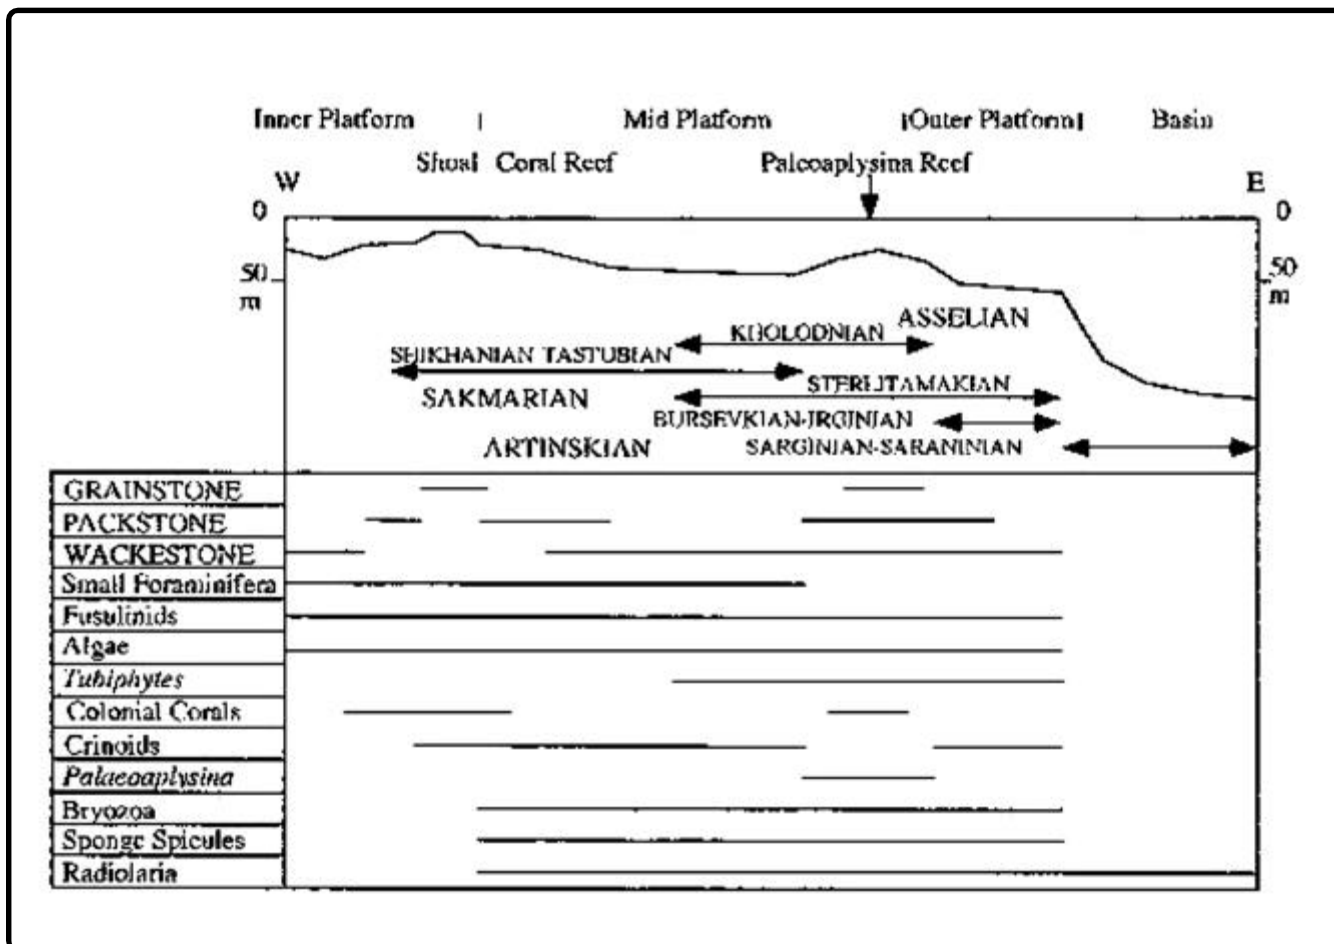 Inner Platform | Mid Platform |Outer Platform| Basin
Shoal Coral Reef Paleoaplysina Reef
W E
0 0
50 50
m m
ASSELIAN
KHOLODNIAN
SHIKHANIAN TASTUBIAN
STERLITAMAKIAN
SAKMARIAN
BURSEVKIAN-IRGINIAN
ARTINSKIAN SARGINIAN-SARANINIAN
GRAINSTONE
PACKSTONE
WACKESTONE
Small Foraminifera
Fusulinids
Algae
Tubiphytes
Colonial Corals
Crinoids
Palaeoaplysina
Bryozoa
Sponge Spicules
Radiolaria